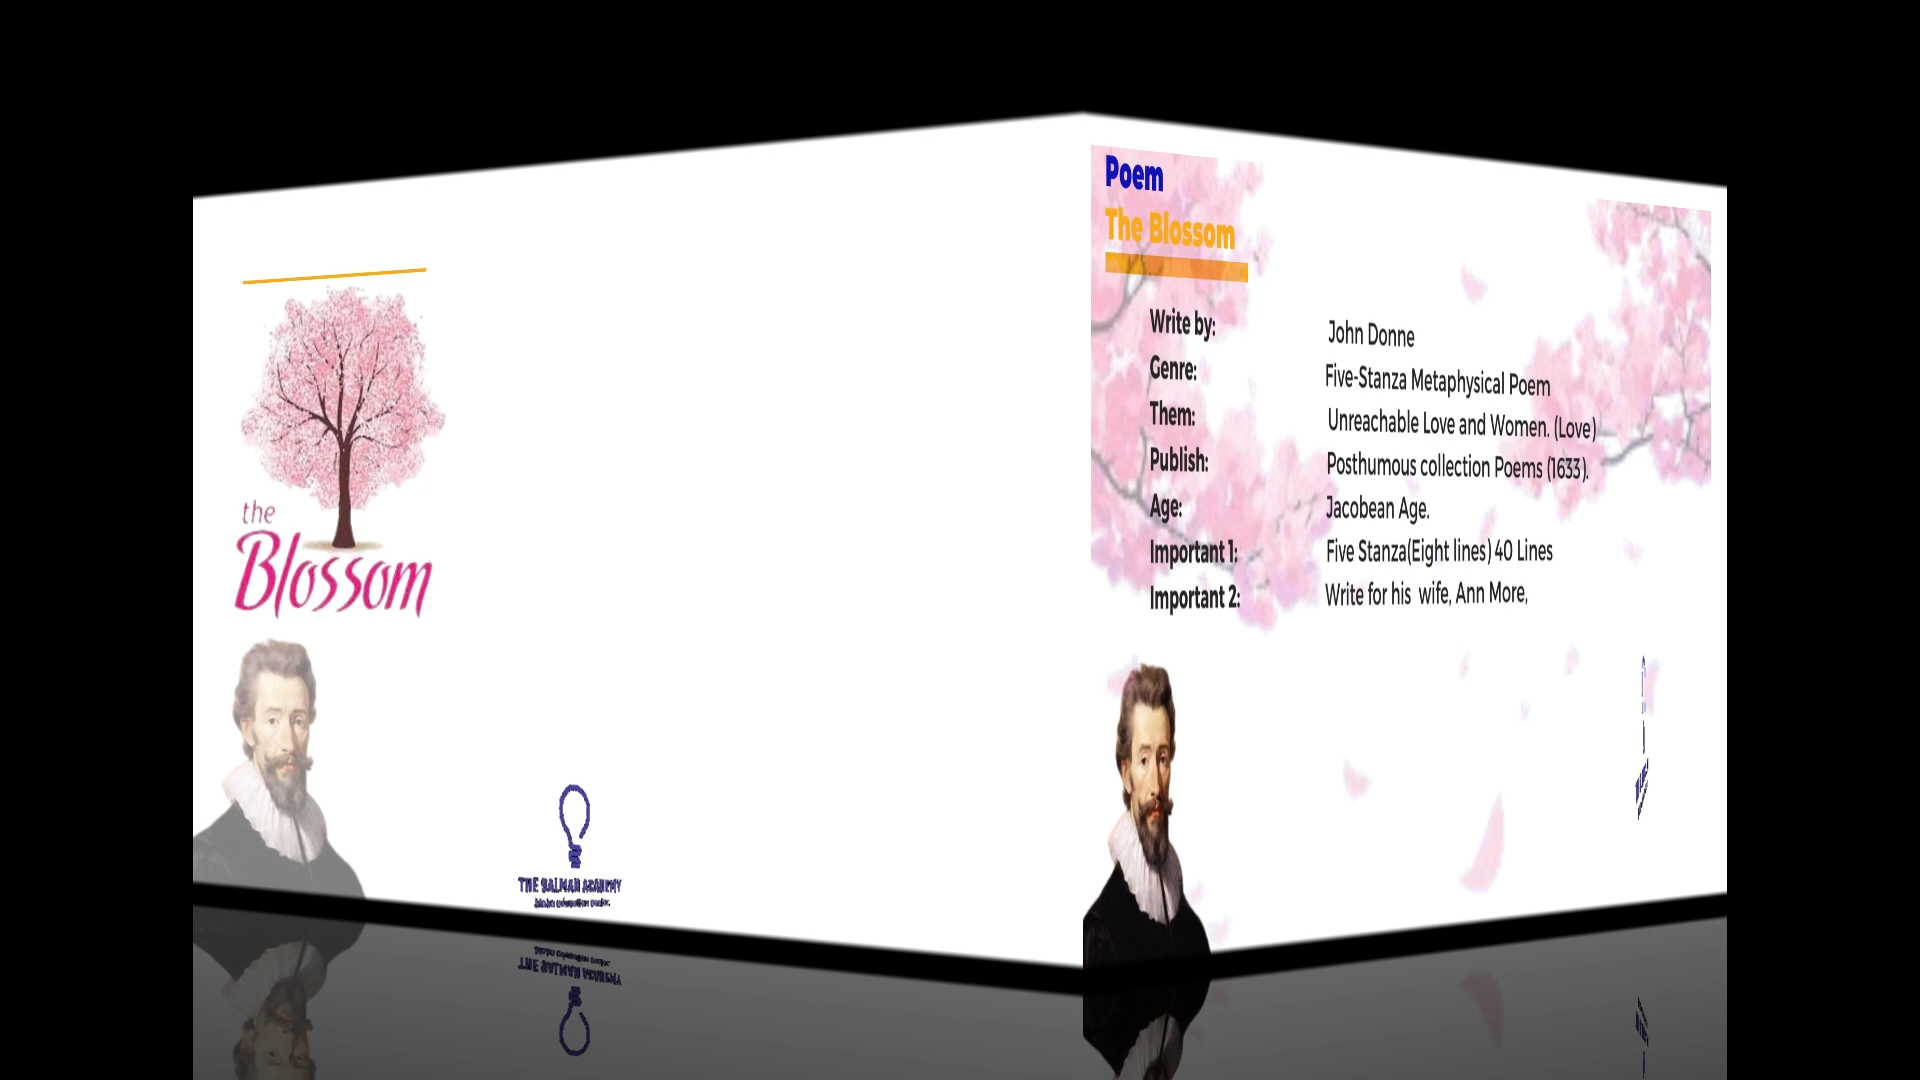 the
Blossom
THE SALMAN ACADEMY
Poem
The Blossom
Write by: John Donne
Genre: Five-Stanza Metaphysical Poem
Them: Unreachable Love and Women. (Love)
Publish: Posthumous collection Poems (1633).
Age: Jacobean Age.
Important 1: Five Stanza(Eight lines) 40 Lines
Important 2: Write for his wife, Ann More,